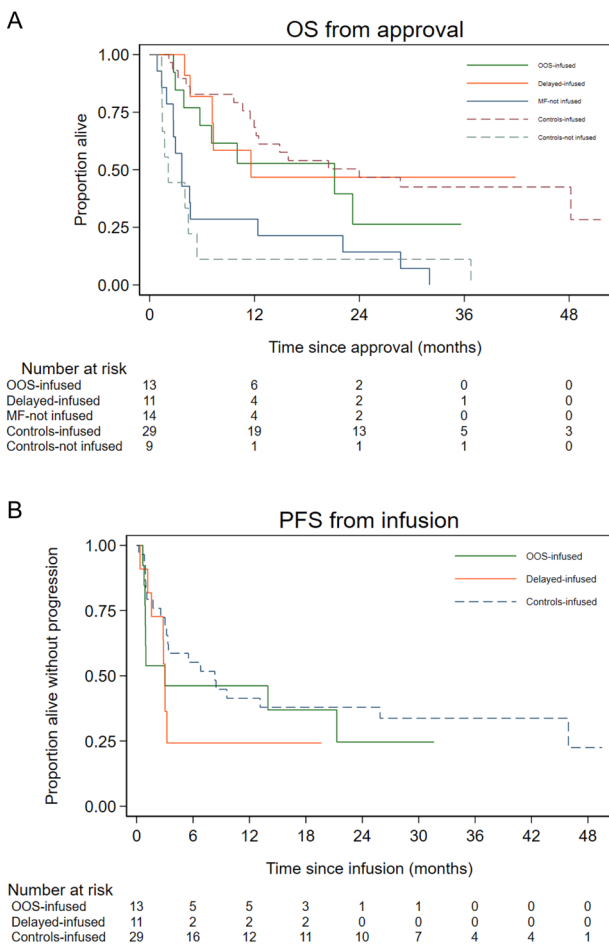 A
OS from approval
Proportion alive
1.00
0.75
0.50
0.25
0.00
OOS-infused
Delayed-infused
MF-not infused
Controls-infused
Controls-not infused
0 12 24 36 48
Time since approval (months)
Number at risk
OOS-infused 13 6 2 0 0
Delayed-infused 11 4 2 1 0
MF-not infused 14 4 2 0 0
Controls-infused 29 19 13 5 3
Controls-not infused 9 1 1 1 0
B
PFS from infusion
Proportion alive without progression
1.00
0.75
0.50
0.25
0.00
OOS-infused
Delayed-infused
Controls-infused
0 6 12 18 24 30 36 42 48
Time since infusion (months)
Number at risk
OOS-infused 13 5 5 3 1 1 0 0 0
Delayed-infused 11 2 2 2 0 0 0 0 0
Controls-infused 29 16 12 11 10 7 4 4 1